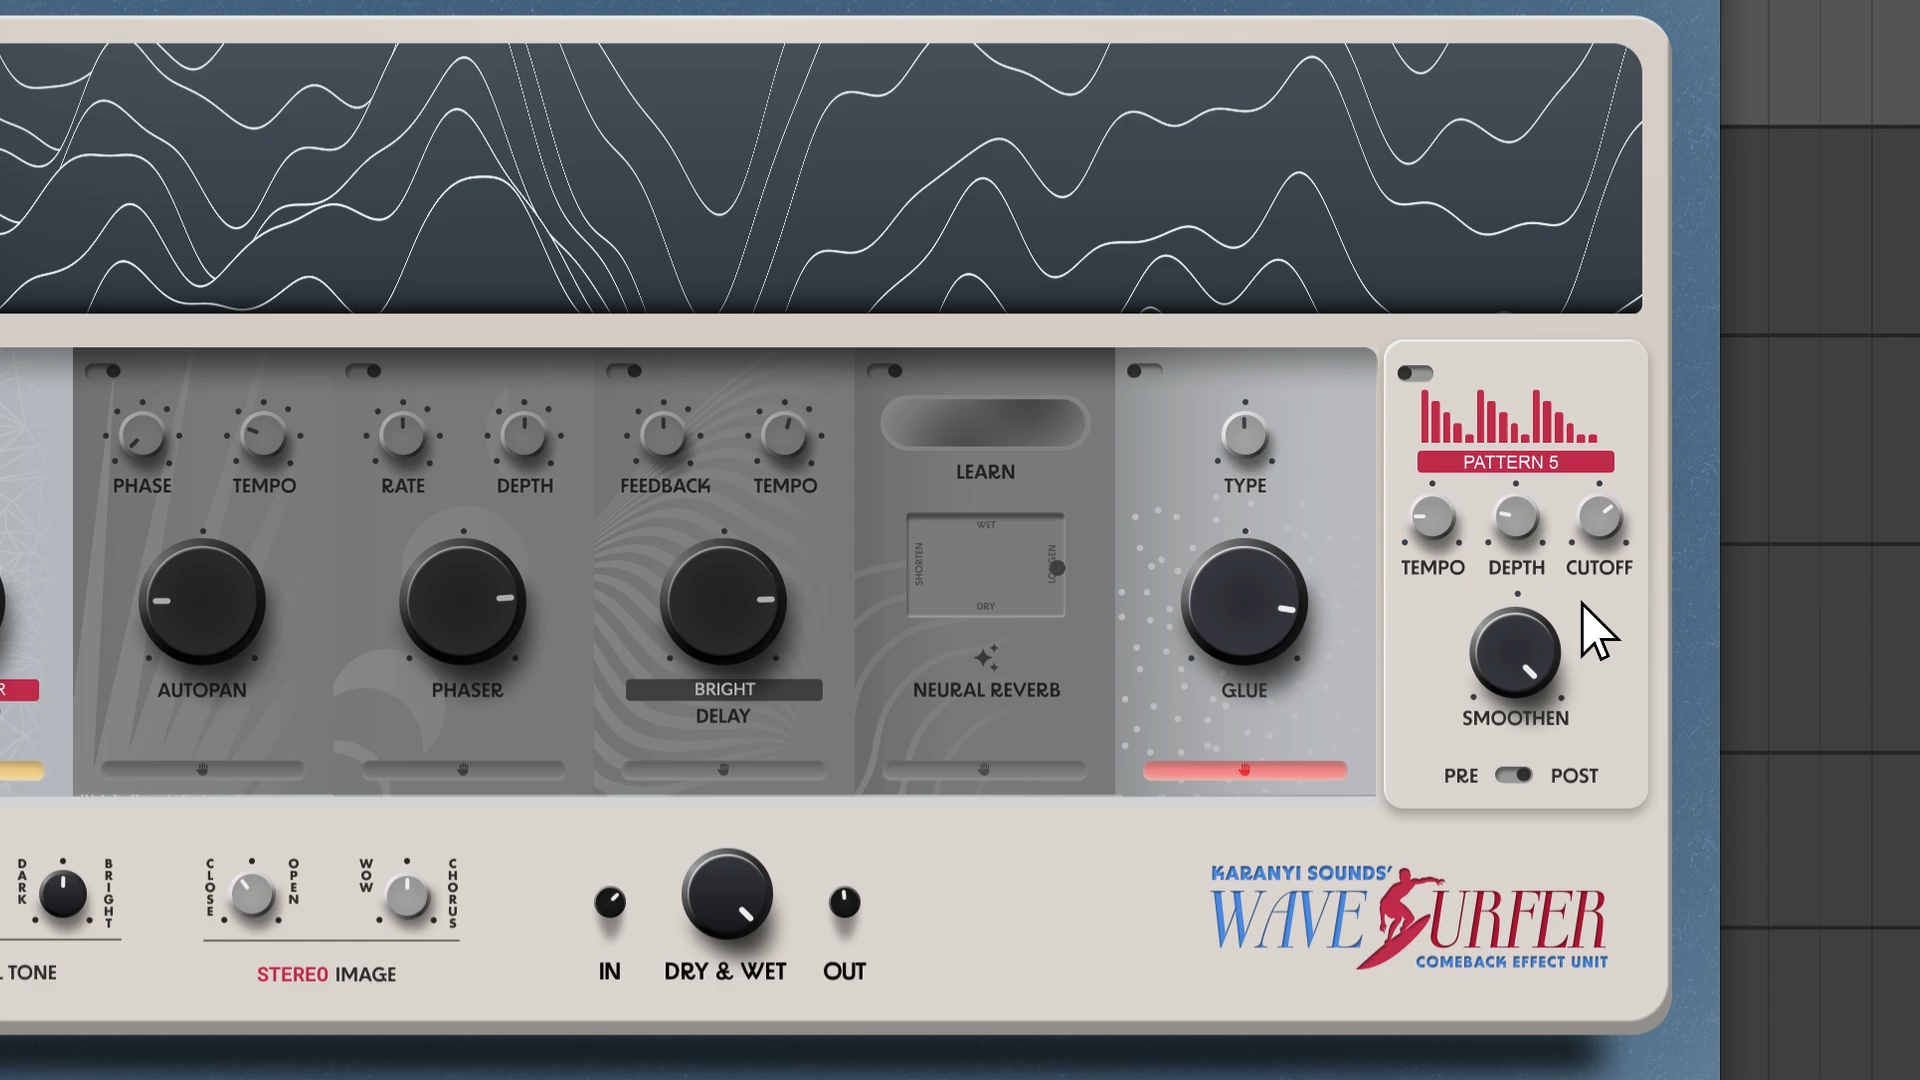 PHASE
TEMPO
RATE
DEPTH
FEEDBACK
TEMPO
LEARN
WET
SHORTEN
LONGEN
DRY
TYPE
PATTERN 5
TEMPO
DEPTH
CUTOFF
AUTOPAN
PHASER
BRIGHT
DELAY
NEURAL REVERB
GLUE
SMOOTHEN
PRE
POST
DARK
BRIGHT
CLOSE
OPEN
WOW
CHORUS
TONE
STEREO IMAGE
IN
DRY & WET
OUT
KARANYI SOUNDS'
WAVE SURFER
COMEBACK EFFECT UNIT